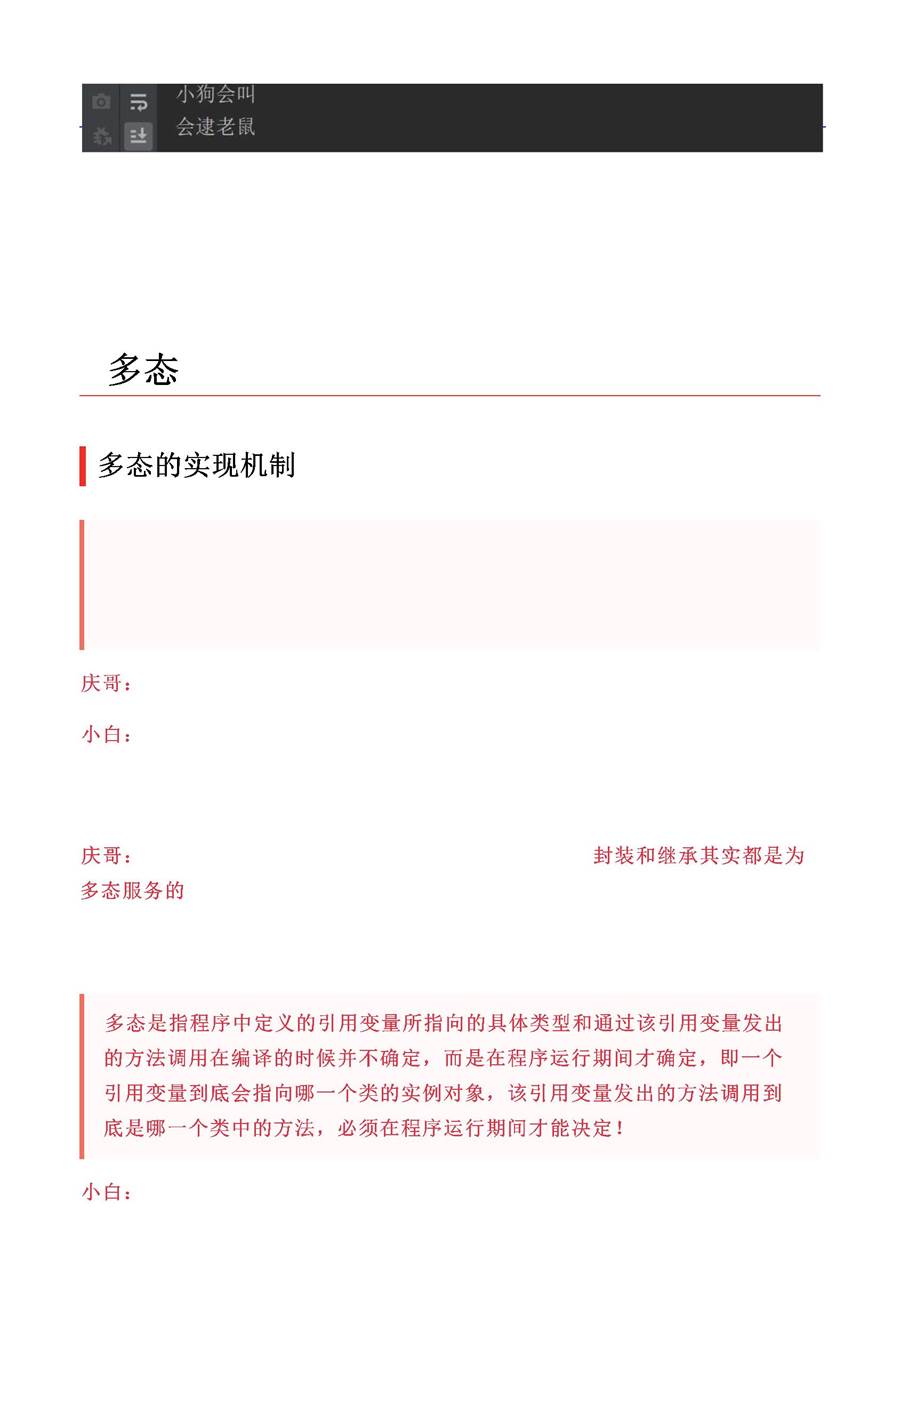 小狗会叫
会逮老鼠
多态
多态的实现机制
庆哥：
小白：
庆哥： 封装和继承其实都是为
多态服务的
多态是指程序中定义的引用变量所指向的具体类型和通过该引用变量发出
的方法调用在编译的时候并不确定，而是在程序运行期间才确定，即一个
引用变量到底会指向哪一个类的实例对象，该引用变量发出的方法调用到
底是哪一个类中的方法，必须在程序运行期间才能决定！
小白：